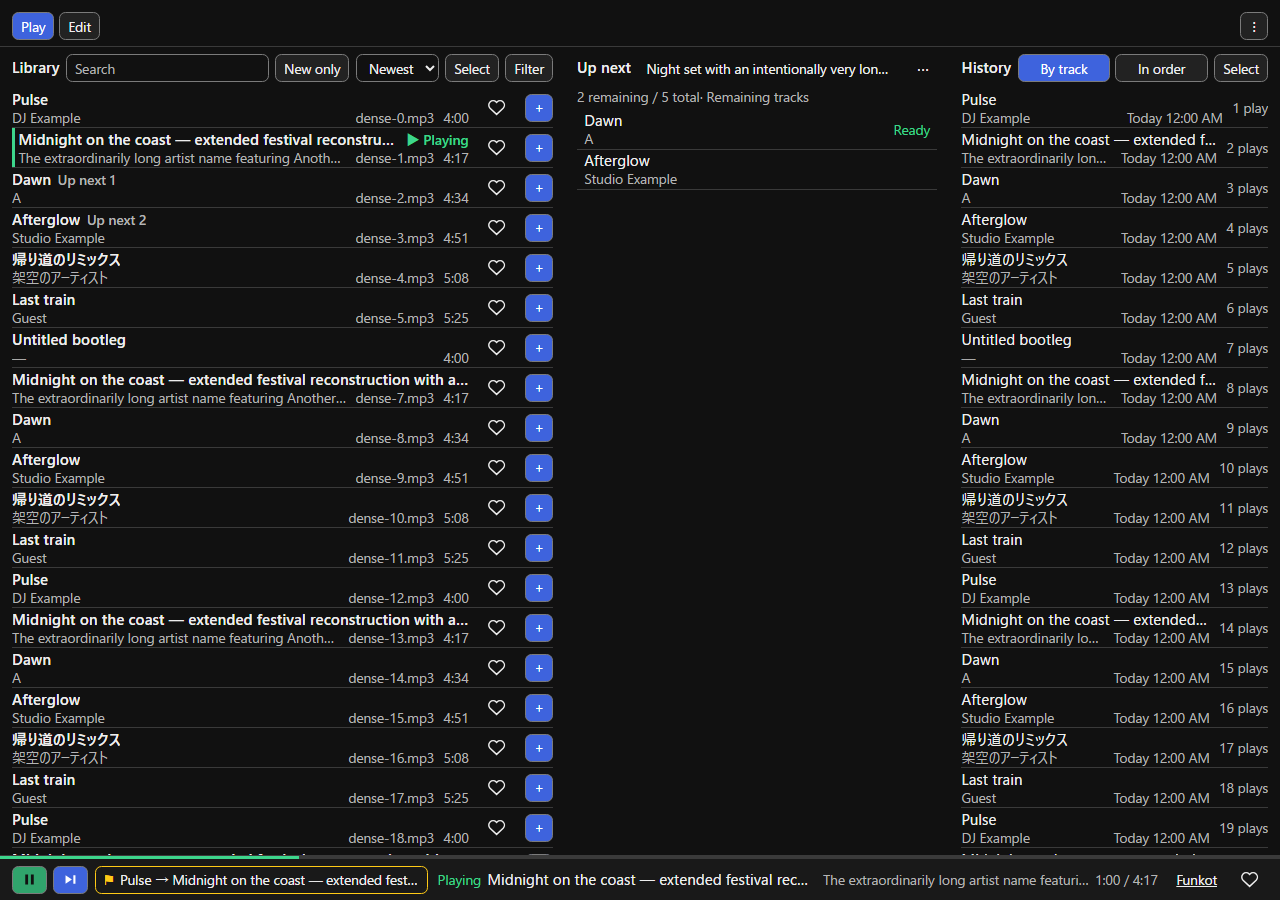 Play Edit ⋮
Library Search New only Newest Select Filter
Pulse
DJ Example dense-0.mp3 4:00 +
Midnight on the coast — extended festival reconstru... ▶ Playing
The extraordinarily long artist name featuring Anoth... dense-1.mp3 4:17 +
Dawn Up next 1
A dense-2.mp3 4:34 +
Afterglow Up next 2
Studio Example dense-3.mp3 4:51 +
帰り道のリミックス
架空のアーティスト dense-4.mp3 5:08 +
Last train
Guest dense-5.mp3 5:25 +
Untitled bootleg
— 4:00 +
Midnight on the coast — extended festival reconstruction with a...
The extraordinarily long artist name featuring Another... dense-7.mp3 4:17 +
Dawn
A dense-8.mp3 4:34 +
Afterglow
Studio Example dense-9.mp3 4:51 +
帰り道のリミックス
架空のアーティスト dense-10.mp3 5:08 +
Last train
Guest dense-11.mp3 5:25 +
Pulse
DJ Example dense-12.mp3 4:00 +
Midnight on the coast — extended festival reconstruction with a...
The extraordinarily long artist name featuring Anoth... dense-13.mp3 4:17 +
Dawn
A dense-14.mp3 4:34 +
Afterglow
Studio Example dense-15.mp3 4:51 +
帰り道のリミックス
架空のアーティスト dense-16.mp3 5:08 +
Last train
Guest dense-17.mp3 5:25 +
Pulse
DJ Example dense-18.mp3 4:00 +
Up next Night set with an intentionally very lon... ...
2 remaining / 5 total· Remaining tracks
Dawn
A Ready
Afterglow
Studio Example
History By track In order Select
Pulse
DJ Example Today 12:00 AM 1 play
Midnight on the coast — extended f...
The extraordinarily lon... Today 12:00 AM 2 plays
Dawn
A Today 12:00 AM 3 plays
Afterglow
Studio Example Today 12:00 AM 4 plays
帰り道のリミックス
架空のアーティスト Today 12:00 AM 5 plays
Last train
Guest Today 12:00 AM 6 plays
Untitled bootleg
— Today 12:00 AM 7 plays
Midnight on the coast — extended f...
The extraordinarily lon... Today 12:00 AM 8 plays
Dawn
A Today 12:00 AM 9 plays
Afterglow
Studio Example Today 12:00 AM 10 plays
帰り道のリミックス
架空のアーティスト Today 12:00 AM 11 plays
Last train
Guest Today 12:00 AM 12 plays
Pulse
DJ Example Today 12:00 AM 13 plays
Midnight on the coast — extended...
The extraordinarily lo... Today 12:00 AM 14 plays
Dawn
A Today 12:00 AM 15 plays
Afterglow
Studio Example Today 12:00 AM 16 plays
帰り道のリミックス
架空のアーティスト Today 12:00 AM 17 plays
Last train
Guest Today 12:00 AM 18 plays
Pulse
DJ Example Today 12:00 AM 19 plays
Pulse → Midnight on the coast — extended fest... Playing Midnight on the coast — extended festival rec... The extraordinarily long artist name featuri... 1:00 / 4:17 Funkot